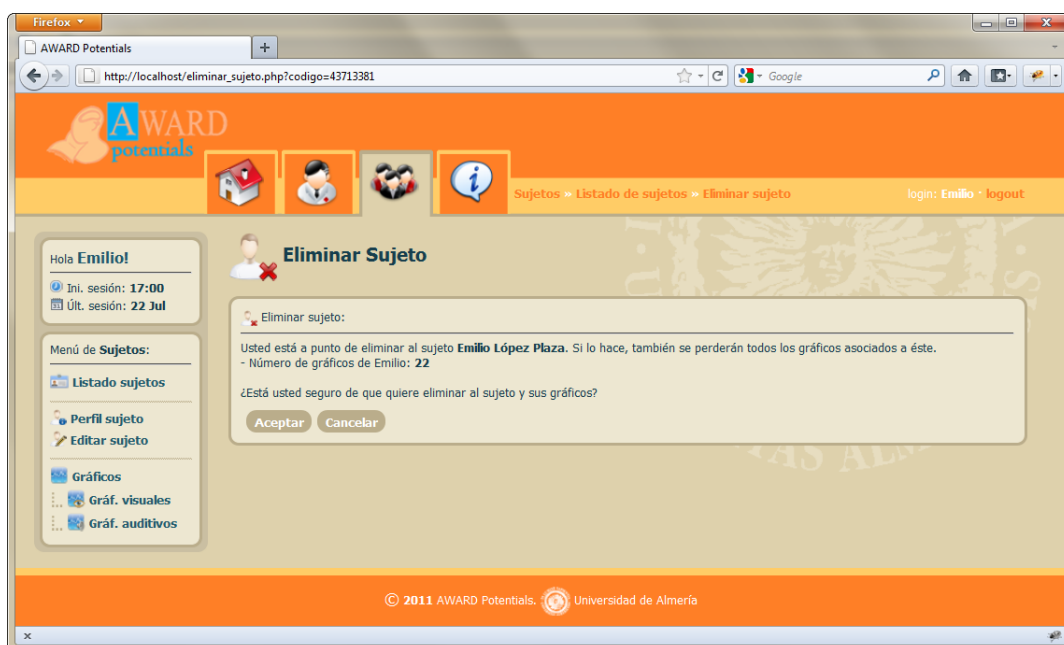 Firefox
AWARD Potentials
http://localhost/eliminar_sujeto.php?codigo=43713381
Google
AWARD
potentials
Sujetos » Listado de sujetos » Eliminar sujeto
login: Emilio · logout
Hola Emilio!
Ini. sesión: 17:00
Últ. sesión: 22 Jul
Menú de Sujetos:
Listado sujetos
Perfil sujeto
Editar sujeto
Gráficos
Gráf. visuales
Gráf. auditivos
Eliminar Sujeto
Eliminar sujeto:
Usted está a punto de eliminar al sujeto Emilio López Plaza. Si lo hace, también se perderán todos los gráficos asociados a éste.
- Número de gráficos de Emilio: 22
¿Está usted seguro de que quiere eliminar al sujeto y sus gráficos?
Aceptar Cancelar
© 2011 AWARD Potentials. Universidad de Almería